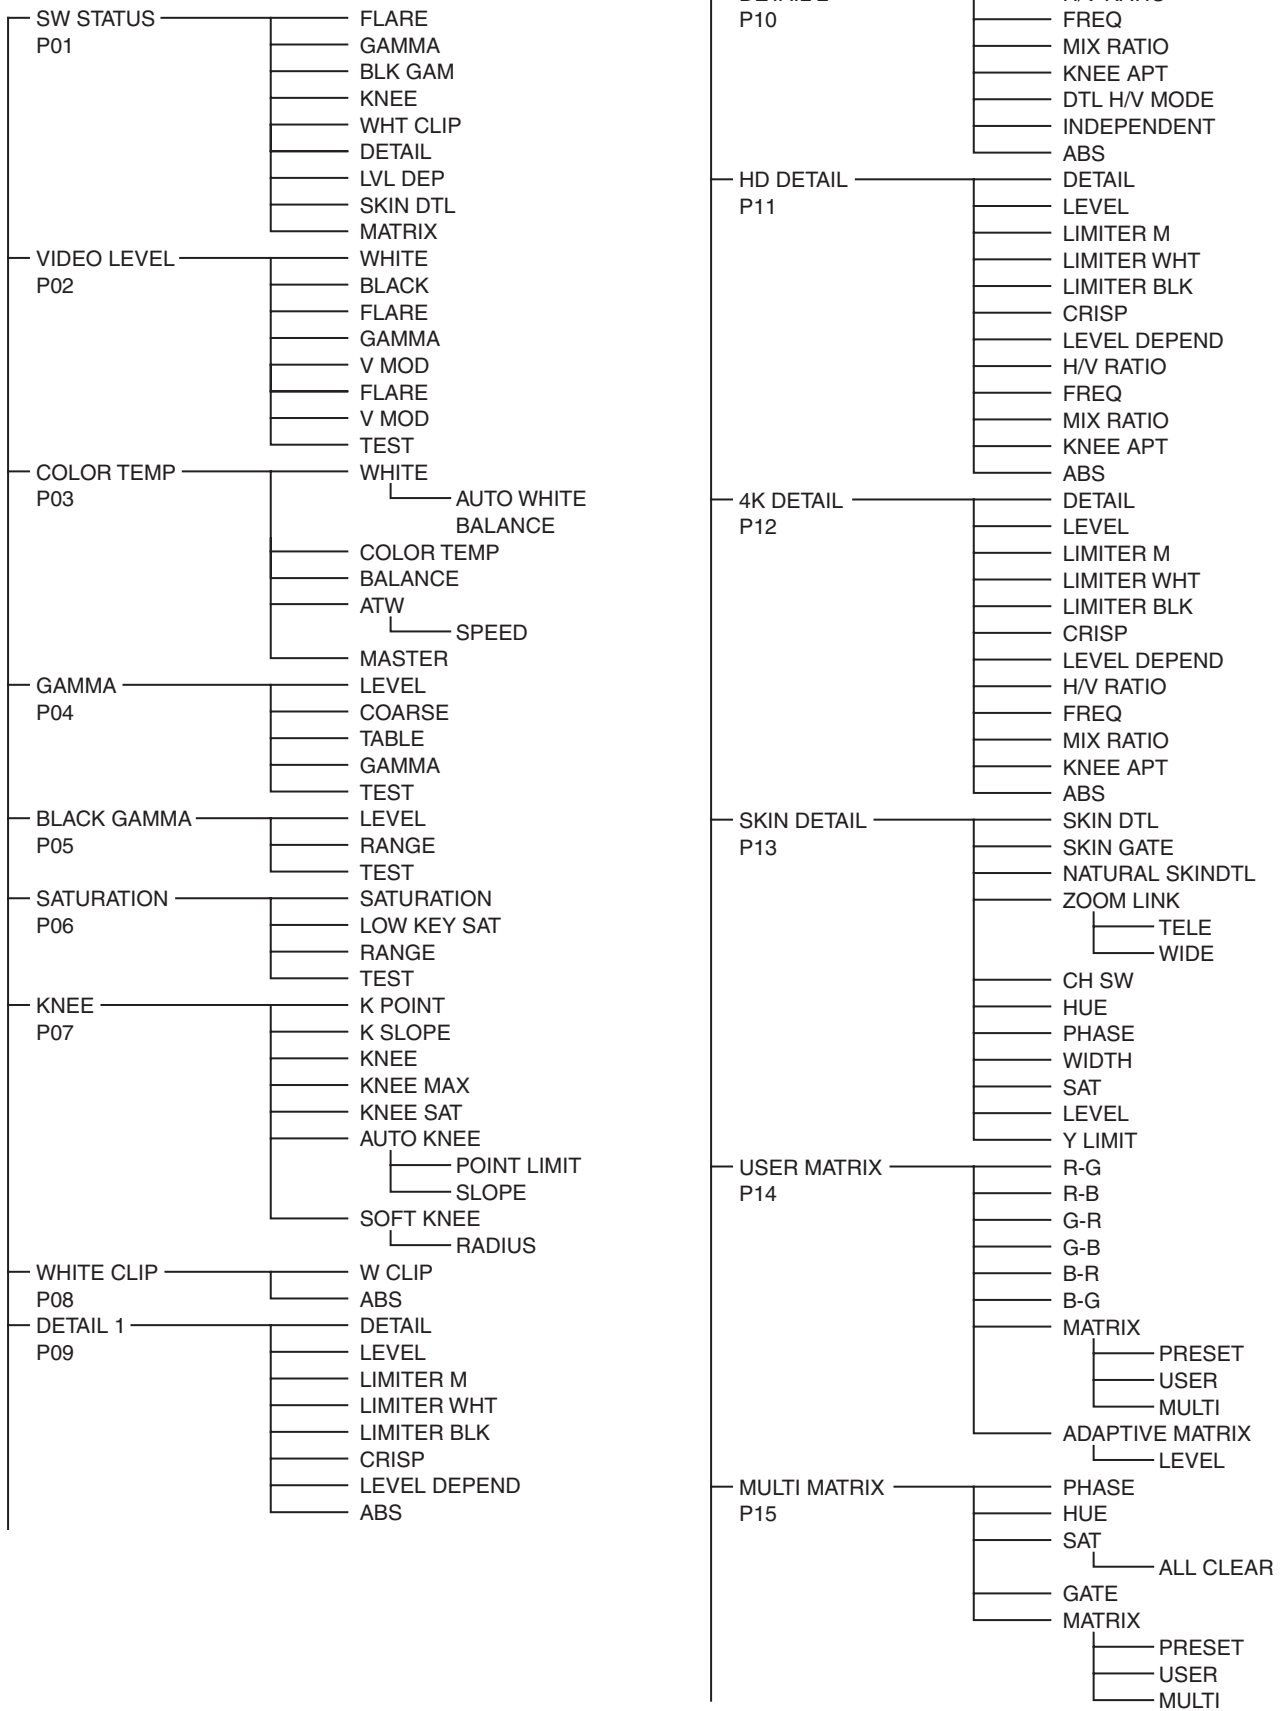 SW STATUS
P01
FLARE
GAMMA
BLK GAM
KNEE
WHT CLIP
DETAIL
LVL DEP
SKIN DTL
MATRIX
VIDEO LEVEL
P02
WHITE
BLACK
FLARE
GAMMA
V MOD
FLARE
V MOD
TEST
COLOR TEMP
P03
WHITE
AUTO WHITE
BALANCE
COLOR TEMP
BALANCE
ATW
SPEED
MASTER
GAMMA
P04
LEVEL
COARSE
TABLE
GAMMA
TEST
BLACK GAMMA
P05
LEVEL
RANGE
TEST
SATURATION
P06
SATURATION
LOW KEY SAT
RANGE
TEST
KNEE
P07
K POINT
K SLOPE
KNEE
KNEE MAX
KNEE SAT
AUTO KNEE
POINT LIMIT
SLOPE
SOFT KNEE
RADIUS
WHITE CLIP
P08
W CLIP
ABS
DETAIL 1
P09
DETAIL
LEVEL
LIMITER M
LIMITER WHT
LIMITER BLK
CRISP
LEVEL DEPEND
ABS
P10
FREQ
MIX RATIO
KNEE APT
DTL H/V MODE
INDEPENDENT
ABS
HD DETAIL
P11
DETAIL
LEVEL
LIMITER M
LIMITER WHT
LIMITER BLK
CRISP
LEVEL DEPEND
H/V RATIO
FREQ
MIX RATIO
KNEE APT
ABS
4K DETAIL
P12
DETAIL
LEVEL
LIMITER M
LIMITER WHT
LIMITER BLK
CRISP
LEVEL DEPEND
H/V RATIO
FREQ
MIX RATIO
KNEE APT
ABS
SKIN DETAIL
P13
SKIN DTL
SKIN GATE
NATURAL SKINDTL
ZOOM LINK
TELE
WIDE
CH SW
HUE
PHASE
WIDTH
SAT
LEVEL
Y LIMIT
USER MATRIX
P14
R-G
R-B
G-R
G-B
B-R
B-G
MATRIX
PRESET
USER
MULTI
ADAPTIVE MATRIX
LEVEL
MULTI MATRIX
P15
PHASE
HUE
SAT
ALL CLEAR
GATE
MATRIX
PRESET
USER
MULTI